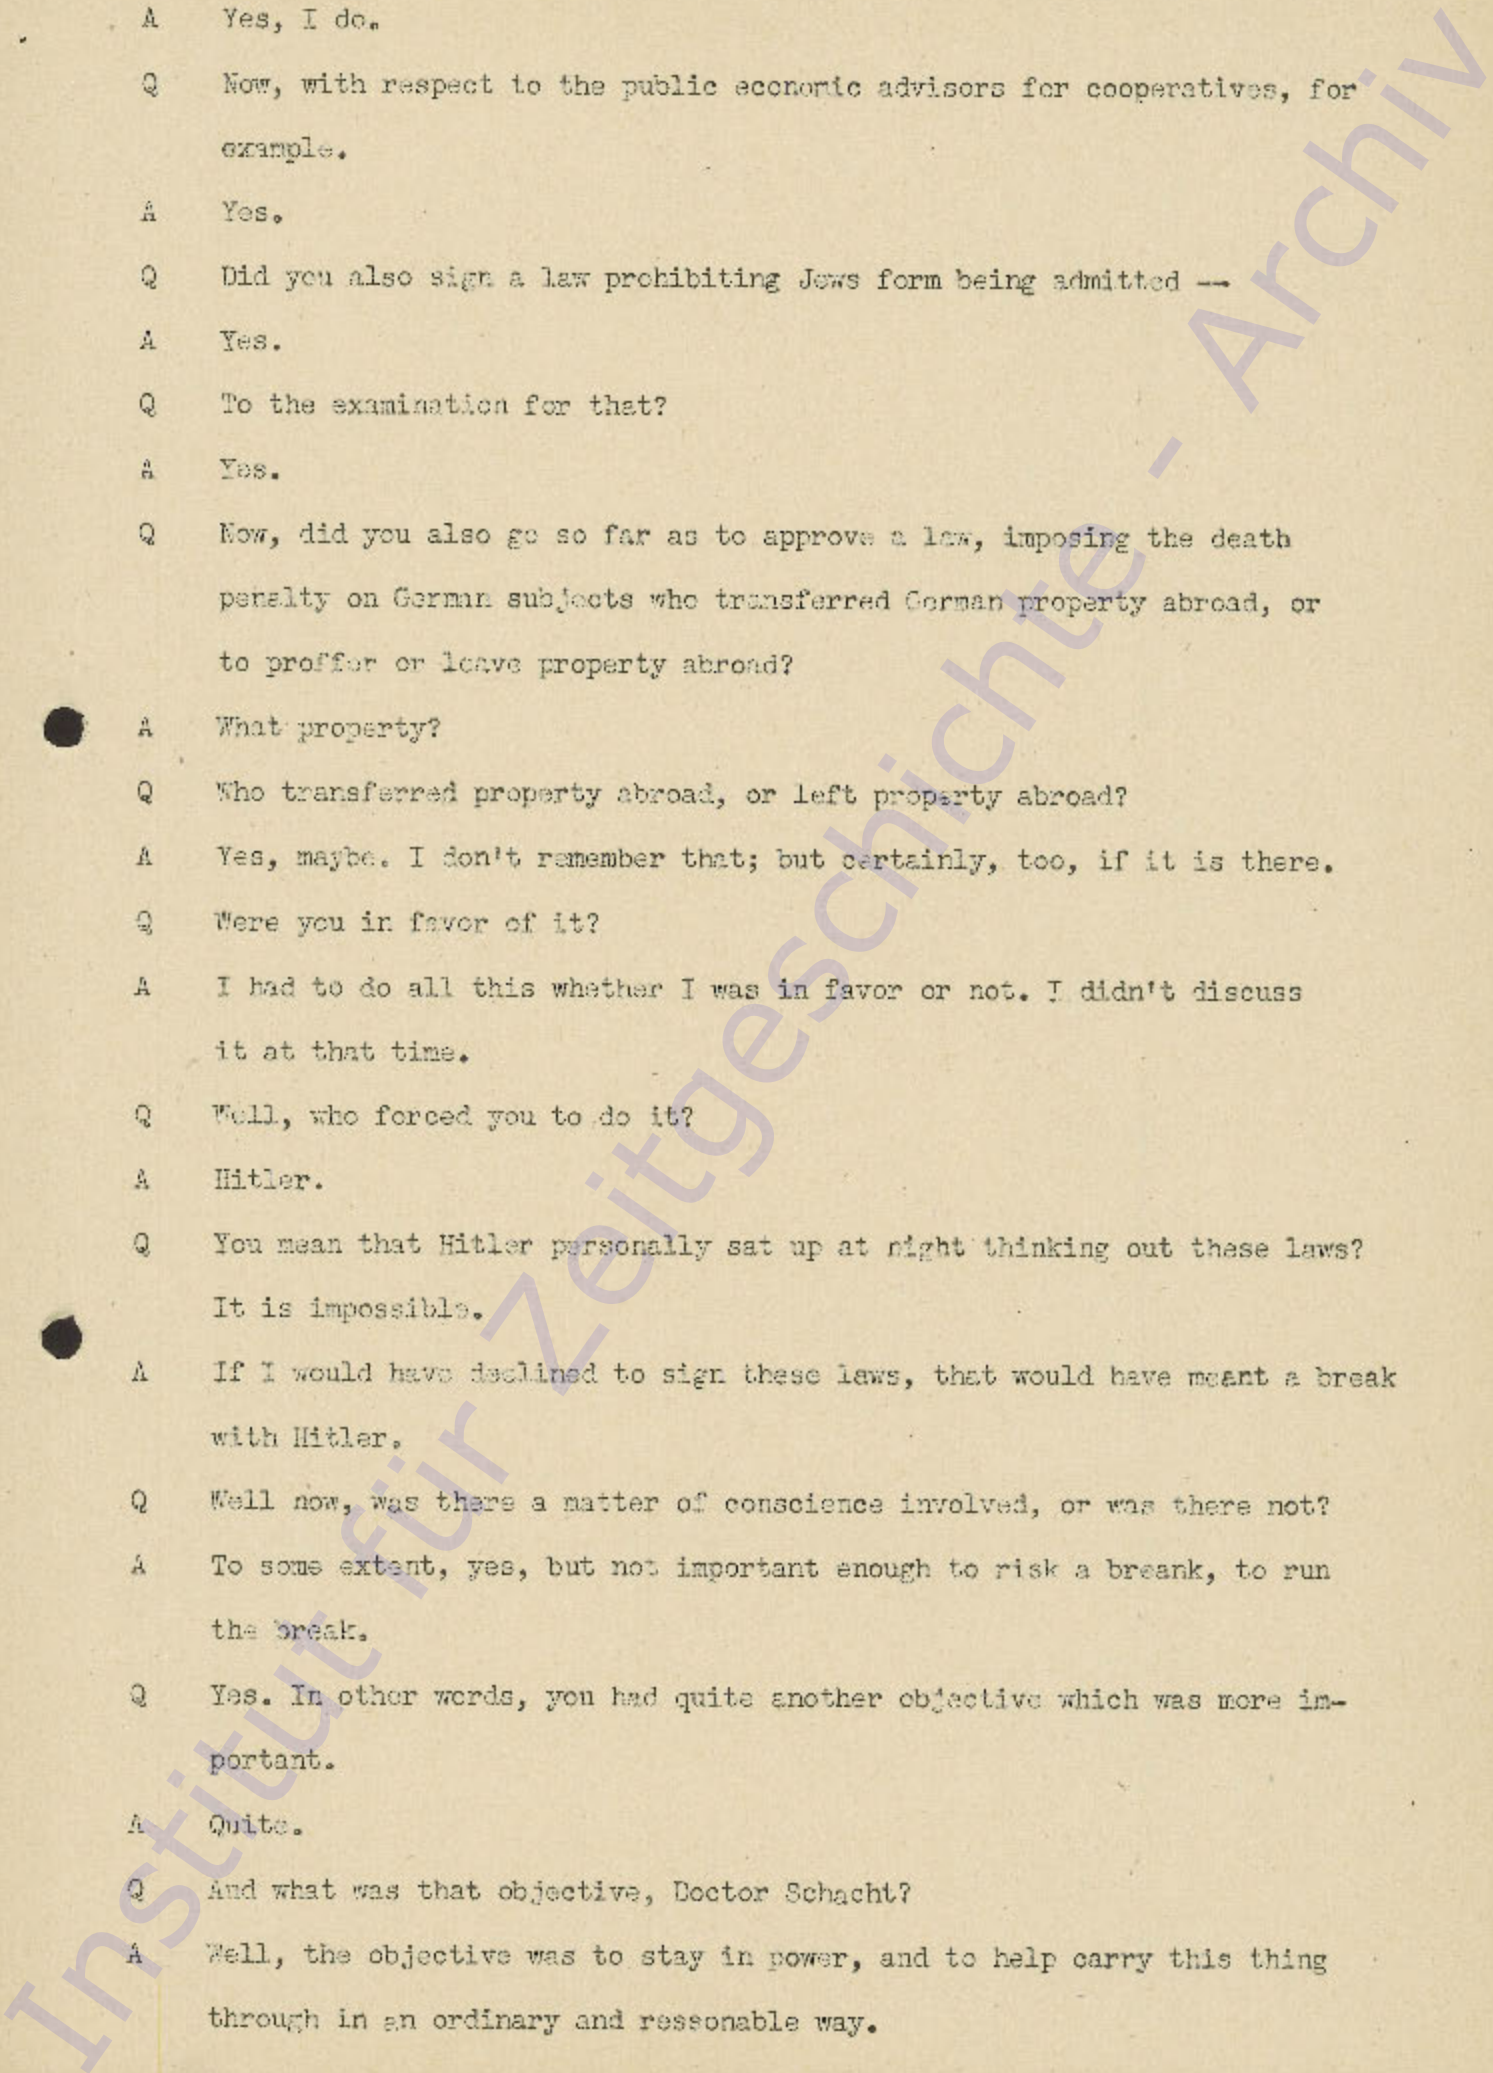 A Yes, I do.
Q Now, with respect to the public economic advisors for cooperatives, for
example.
A Yes.
Q Did you also sign a law prohibiting Jews form being admitted --
A Yes.
Q To the examination for that?
A Yes.
Q Now, did you also go so far as to approve a law, imposing the death
penalty on German subjects who transferred German property abroad, or
to proffer or leave property abroad?
A What property?
Q Who transferred property abroad, or left property abroad?
A Yes, maybe. I don't remember that; but certainly, too, if it is there.
Q Were you in favor of it?
A I had to do all this whether I was in favor or not. I didn't discuss
it at that time.
Q Well, who forced you to do it?
A Hitler.
Q You mean that Hitler personally sat up at night thinking out these laws?
It is impossible.
A If I would have declined to sign these laws, that would have meant a break
with Hitler.
Q Well now, was there a matter of conscience involved, or was there not?
A To some extent, yes, but not important enough to risk a breank, to run
the break.
Q Yes. In other words, you had quite another objective which was more im-
portant.
A Quite.
Q And what was that objective, Doctor Schacht?
A Well, the objective was to stay in power, and to help carry this thing
through in an ordinary and ressonable way.
Institut für Zeitgeschichte - Archiv